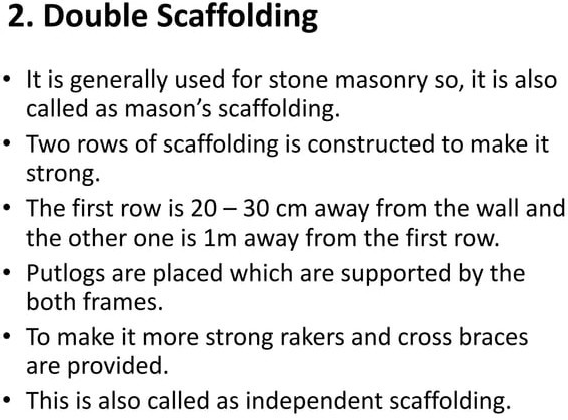 2. Double Scaffolding
• It is generally used for stone masonry so, it is also
called as mason’s scaffolding.
• Two rows of scaffolding is constructed to make it
strong.
• The first row is 20 – 30 cm away from the wall and
the other one is 1m away from the first row.
• Putlogs are placed which are supported by the
both frames.
• To make it more strong rakers and cross braces
are provided.
• This is also called as independent scaffolding.